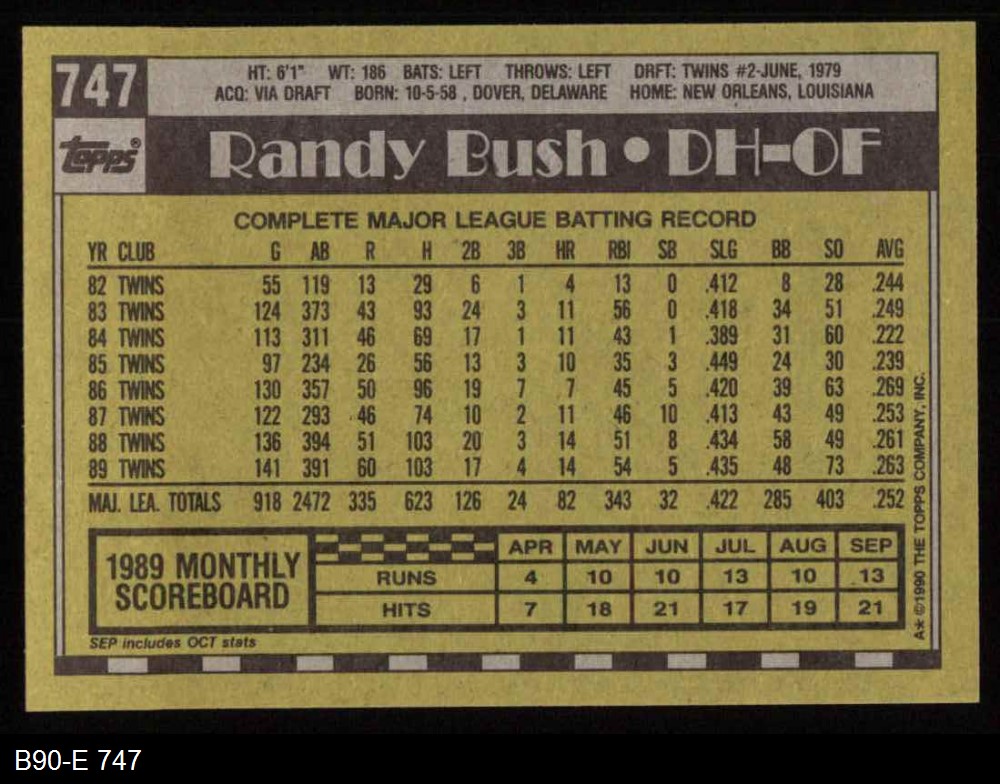 747
HT: 6'1" WT: 186 BATS: LEFT THROWS: LEFT DRFT: TWINS #2-JUNE, 1979
ACQ: VIA DRAFT BORN: 10-5-58 , DOVER, DELAWARE HOME: NEW ORLEANS, LOUISIANA
topps®
Randy Bush • DH-OF
COMPLETE MAJOR LEAGUE BATTING RECORD
YR CLUB G AB R H 2B 3B HR RBI SB SLG BB SO AVG
82 TWINS 55 119 13 29 6 1 4 13 0 .412 8 28 .244
83 TWINS 124 373 43 93 24 3 11 56 0 .418 34 51 .249
84 TWINS 113 311 46 69 17 1 11 43 1 .389 31 60 .222
85 TWINS 97 234 26 56 13 3 10 35 3 .449 24 30 .239
86 TWINS 130 357 50 96 19 7 7 45 5 .420 39 63 .269
87 TWINS 122 293 46 74 10 2 11 46 10 .413 43 49 .253
88 TWINS 136 394 51 103 20 3 14 51 8 .434 58 49 .261
89 TWINS 141 391 60 103 17 4 14 54 5 .435 48 73 .263
MAJ. LEA. TOTALS 918 2472 335 623 126 24 82 343 32 .422 285 403 .252
1989 MONTHLY SCOREBOARD
APR MAY JUN JUL AUG SEP
RUNS 4 10 10 13 10 13
HITS 7 18 21 17 19 21
SEP includes OCT stats
A* ©1990 THE TOPPS COMPANY, INC.
B90-E 747